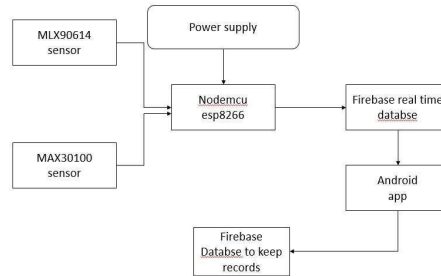 MLX90614
sensor
Power supply
Nodemcu
esp8266
Firebase real time
databse
MAX30100
sensor
Android
app
Firebase
Databse to keep
records